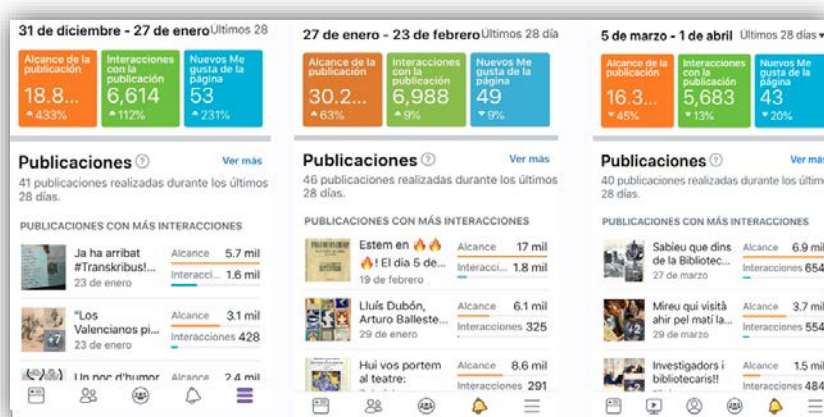 31 de diciembre - 27 de enero Últimos 28
Alcance de la publicación
18.8...
433%
Interacciones con la publicación
6,614
112%
Nuevos Me gusta de la página
53
231%
Publicaciones
Ver más
41 publicaciones realizadas durante los últimos
28 días.
PUBLICACIONES CON MÁS INTERACCIONES
Ja ha arribat
#Transkribus!...
23 de enero
Alcance 5.7 mil
Interacci... 1.6 mil
"Los
Valencianos pi...
23 de enero
Alcance 3.1 mil
Interacciones 428
+7
Un poc d'humor
Alcance 2.4 mil
27 de enero - 23 de febrero Últimos 28 día
Alcance de la publicación
30.2...
63%
Interacciones con la publicación
6,988
9%
Nuevos Me gusta de la página
49
9%
Publicaciones
Ver más
46 publicaciones realizadas durante los último
28 días.
PUBLICACIONES CON MÁS INTERACCIONES
Estem en 🔥🔥
🔥! El dia 5 de...
19 de febrero
Alcance 17 mil
Interacci... 1.8 mil
Lluís Dubón,
Arturo Balleste...
29 de enero
Alcance 6.1 mil
Interacciones 325
Hui vos portem
al teatre:
Alcance 8.6 mil
Interacciones 291
5 de marzo - 1 de abril Últimos 28 días
Alcance de la publicación
16.3...
45%
Interacciones con la publicación
5,683
13%
Nuevos Me gusta de la página
43
20%
Publicaciones
Ver más
40 publicaciones realizadas durante los último
28 días.
PUBLICACIONES CON MÁS INTERACCIONES
Sabieu que dins
de la Bibliotec...
27 de marzo
Alcance 6.9 mil
Interacciones 654
Mireu qui visità
ahir pel matí la...
29 de marzo
Alcance 3.7 mil
Interacciones 554
+2
Investigadors i
bibliotecaris!!
Alcance 1.5 mil
Interacciones 484